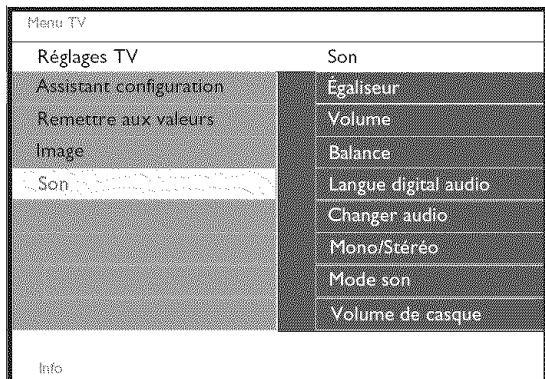 Menu TV
Réglages TV
Son
Assistant configuration
Égaliseur
Remettre aux valeurs
Volume
Image
Balance
Son
Langue digital audio
Changer audio
Mono/Stéréo
Mode son
Volume de casque
Info